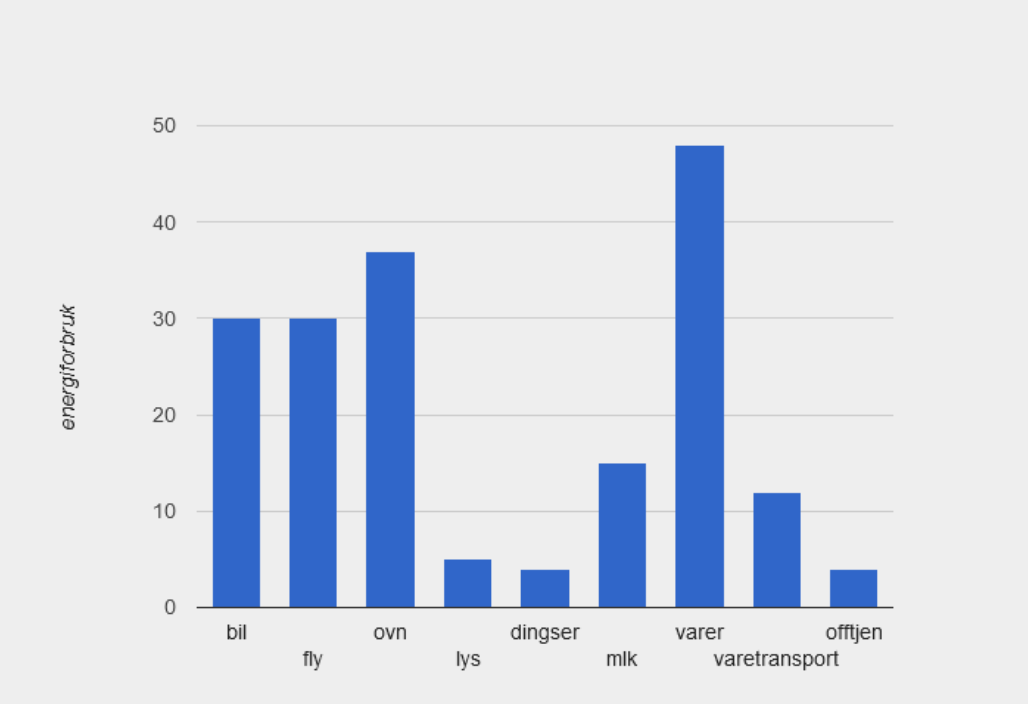 50
40
30
20
10
0
energiforbruk
bil
fly
ovn
lys
dingser
mlk
varer
varetransport
offtjen